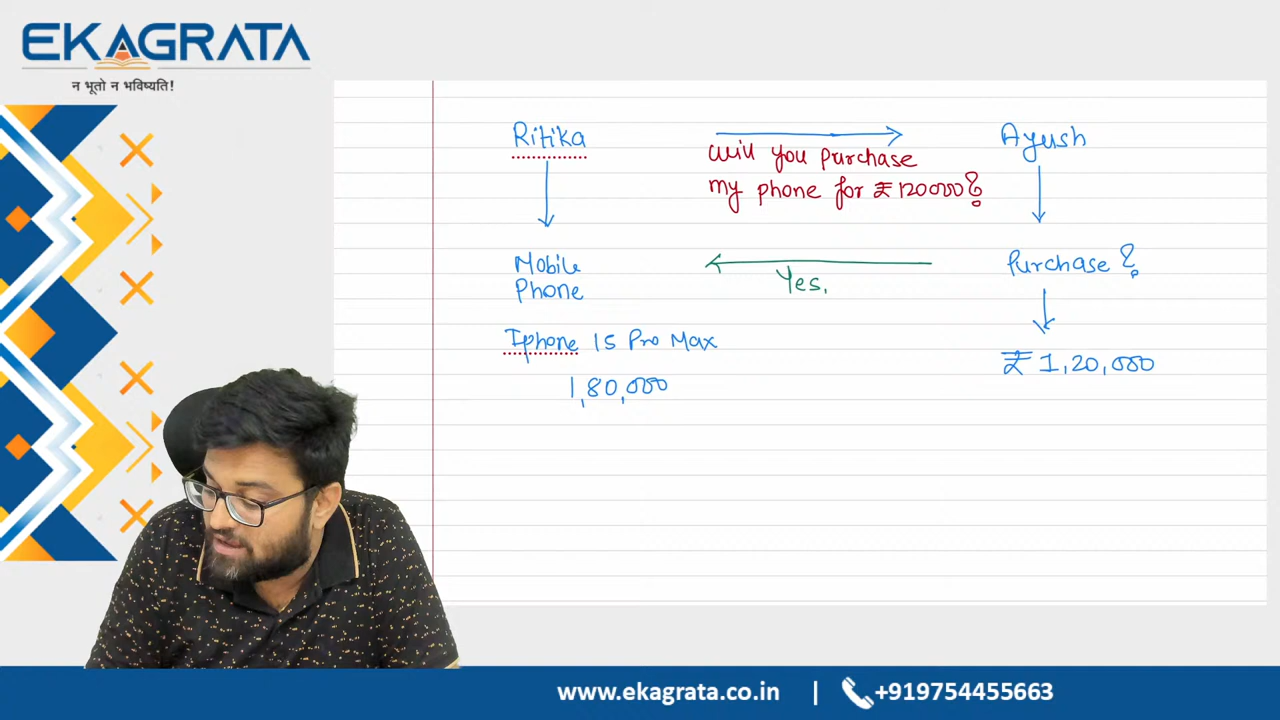 EKAGRATA
न भूतो न भविष्यति!
Ritika
Ayush
Will you purchase
my phone for ₹ 120000?
Mobile
Phone
Yes.
Purchase?
Iphone 15 Pro Max
1,80,000
₹ 1,20,000
www.ekagrata.co.in | +919754455663